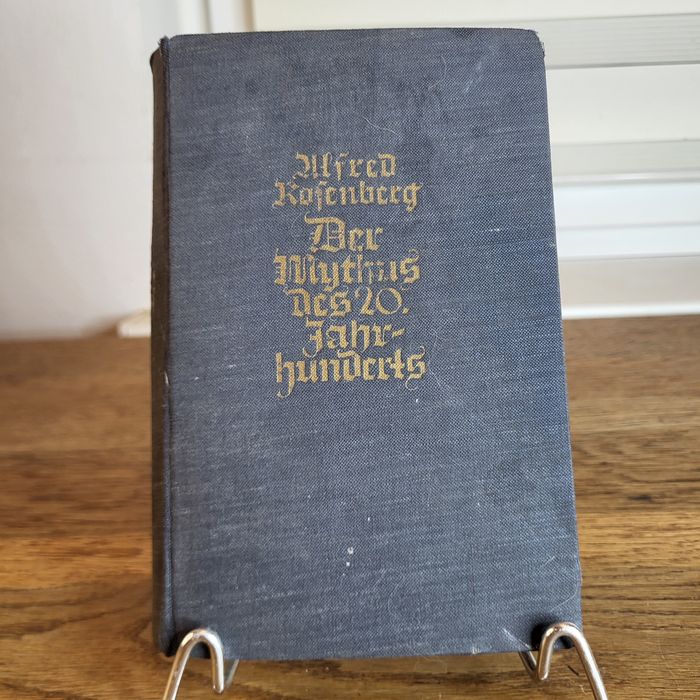 Alfred
Rosenberg
Der
Mythus
des 20.
Jahr-
hunderts